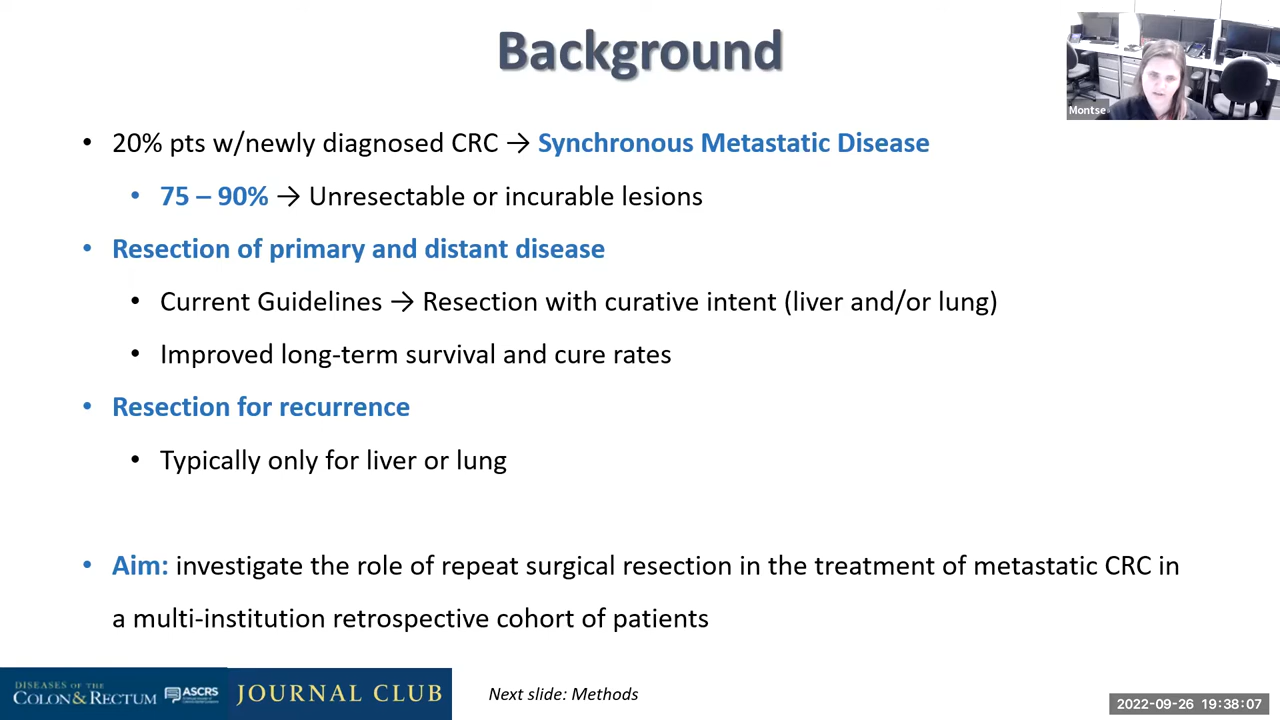 Background
Montse
• 20% pts w/newly diagnosed CRC → Synchronous Metastatic Disease
• 75 – 90% → Unresectable or incurable lesions
• Resection of primary and distant disease
• Current Guidelines → Resection with curative intent (liver and/or lung)
• Improved long-term survival and cure rates
• Resection for recurrence
• Typically only for liver or lung
• Aim: investigate the role of repeat surgical resection in the treatment of metastatic CRC in
a multi-institution retrospective cohort of patients
DISEASES OF THE
COLON & RECTUM
ASCRS
JOURNAL CLUB
Next slide: Methods
2022-09-26 19:38:07